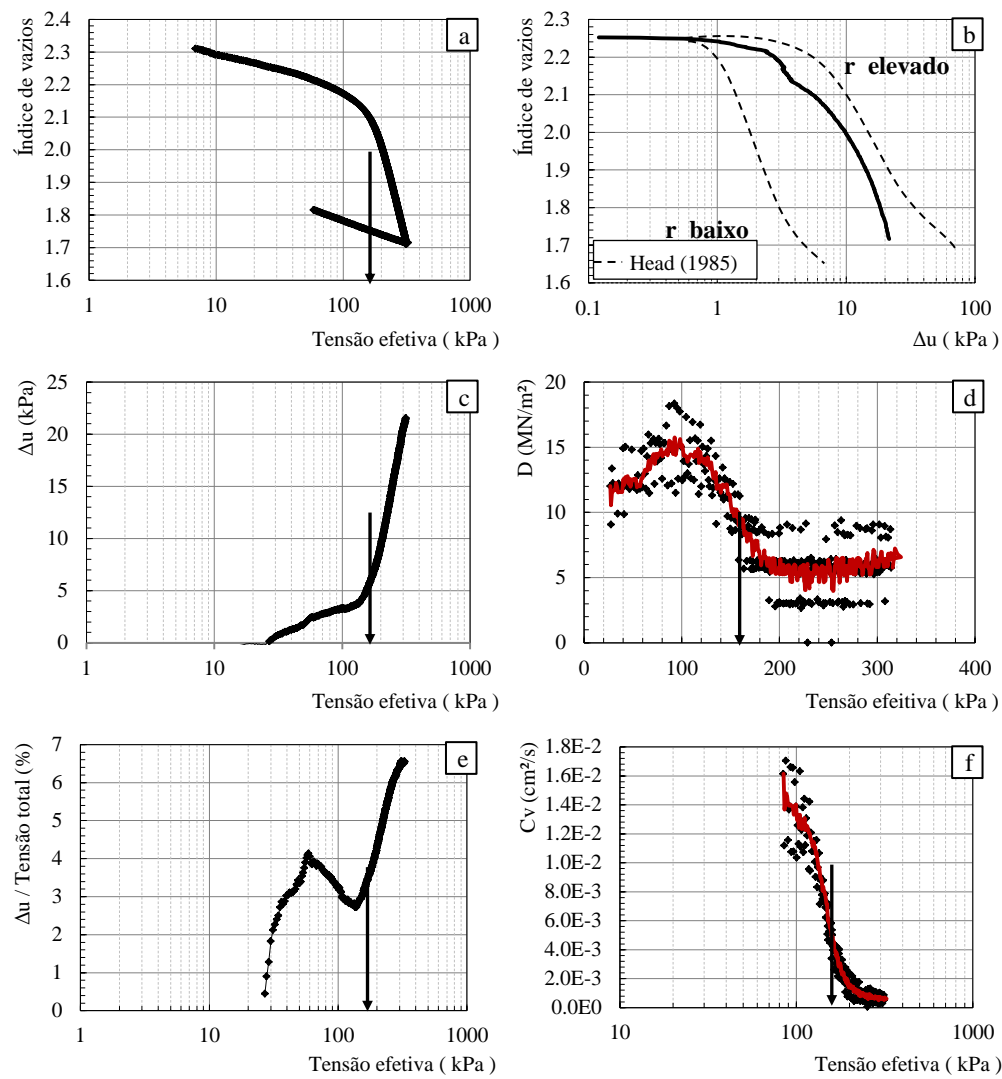 a
Índice de vazios
2.3
2.4
2.3
2.2
2.1
2.0
1.9
1.8
1.7
1.6
1
10
100
1000
Tensão efetiva ( kPa )
b
Índice de vazios
2.3
2.2
2.1
2.0
1.9
1.8
1.7
1.6
r elevado
r baixo
Head (1985)
0.1
1
10
100
Δu ( kPa )
c
Δu (kPa)
25
20
15
10
5
0
1
10
100
1000
Tensão efetiva ( kPa )
d
D (MN/m²)
20
15
10
5
0
0
100
200
300
400
Tensão efeitiva ( kPa )
e
Δu / Tensão total (%)
7
6
5
4
3
2
1
0
1
10
100
1000
Tensão efetiva ( kPa )
f
Cv (cm²/s)
1.8E-2
1.6E-2
1.4E-2
1.2E-2
1.0E-2
8.0E-3
6.0E-3
4.0E-3
2.0E-3
0.0E0
10
100
1000
Tensão efetiva ( kPa )